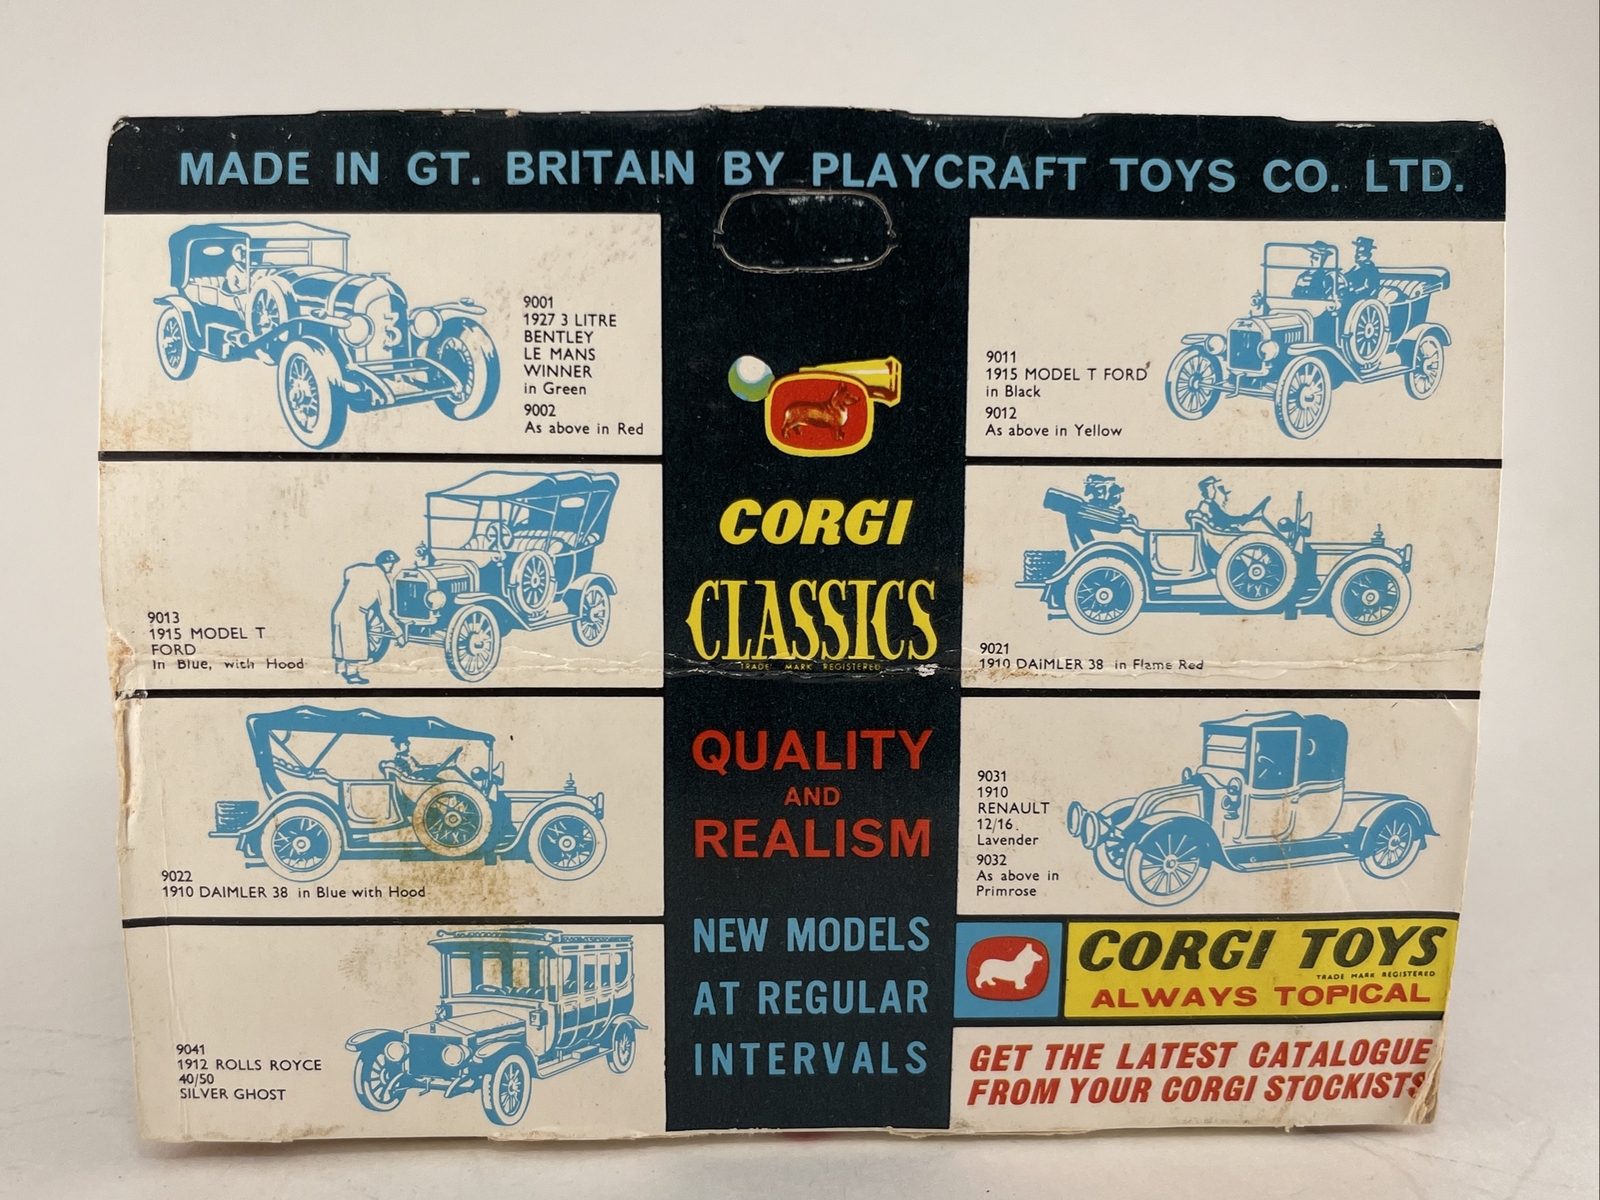 MADE IN GT. BRITAIN BY PLAYCRAFT TOYS CO. LTD.
9001
1927 3 LITRE
BENTLEY
LE MANS
WINNER
in Green
9002
As above in Red
3
9013
1915 MODEL T
FORD
In Blue, with Hood
9022
1910 DAIMLER 38 in Blue with Hood
9041
1912 ROLLS ROYCE
40/50
SILVER GHOST
CORGI
CLASSICS
TRADE MARK REGISTERED
QUALITY
AND
REALISM
NEW MODELS
AT REGULAR
INTERVALS
9011
1915 MODEL T FORD
in Black
9012
As above in Yellow
9021
1910 DAIMLER 38 in Flame Red
9031
1910
RENAULT
12/16.
Lavender
9032
As above in
Primrose
CORGI TOYS
TRADE MARK REGISTERED
ALWAYS TOPICAL
GET THE LATEST CATALOGUE
FROM YOUR CORGI STOCKISTS